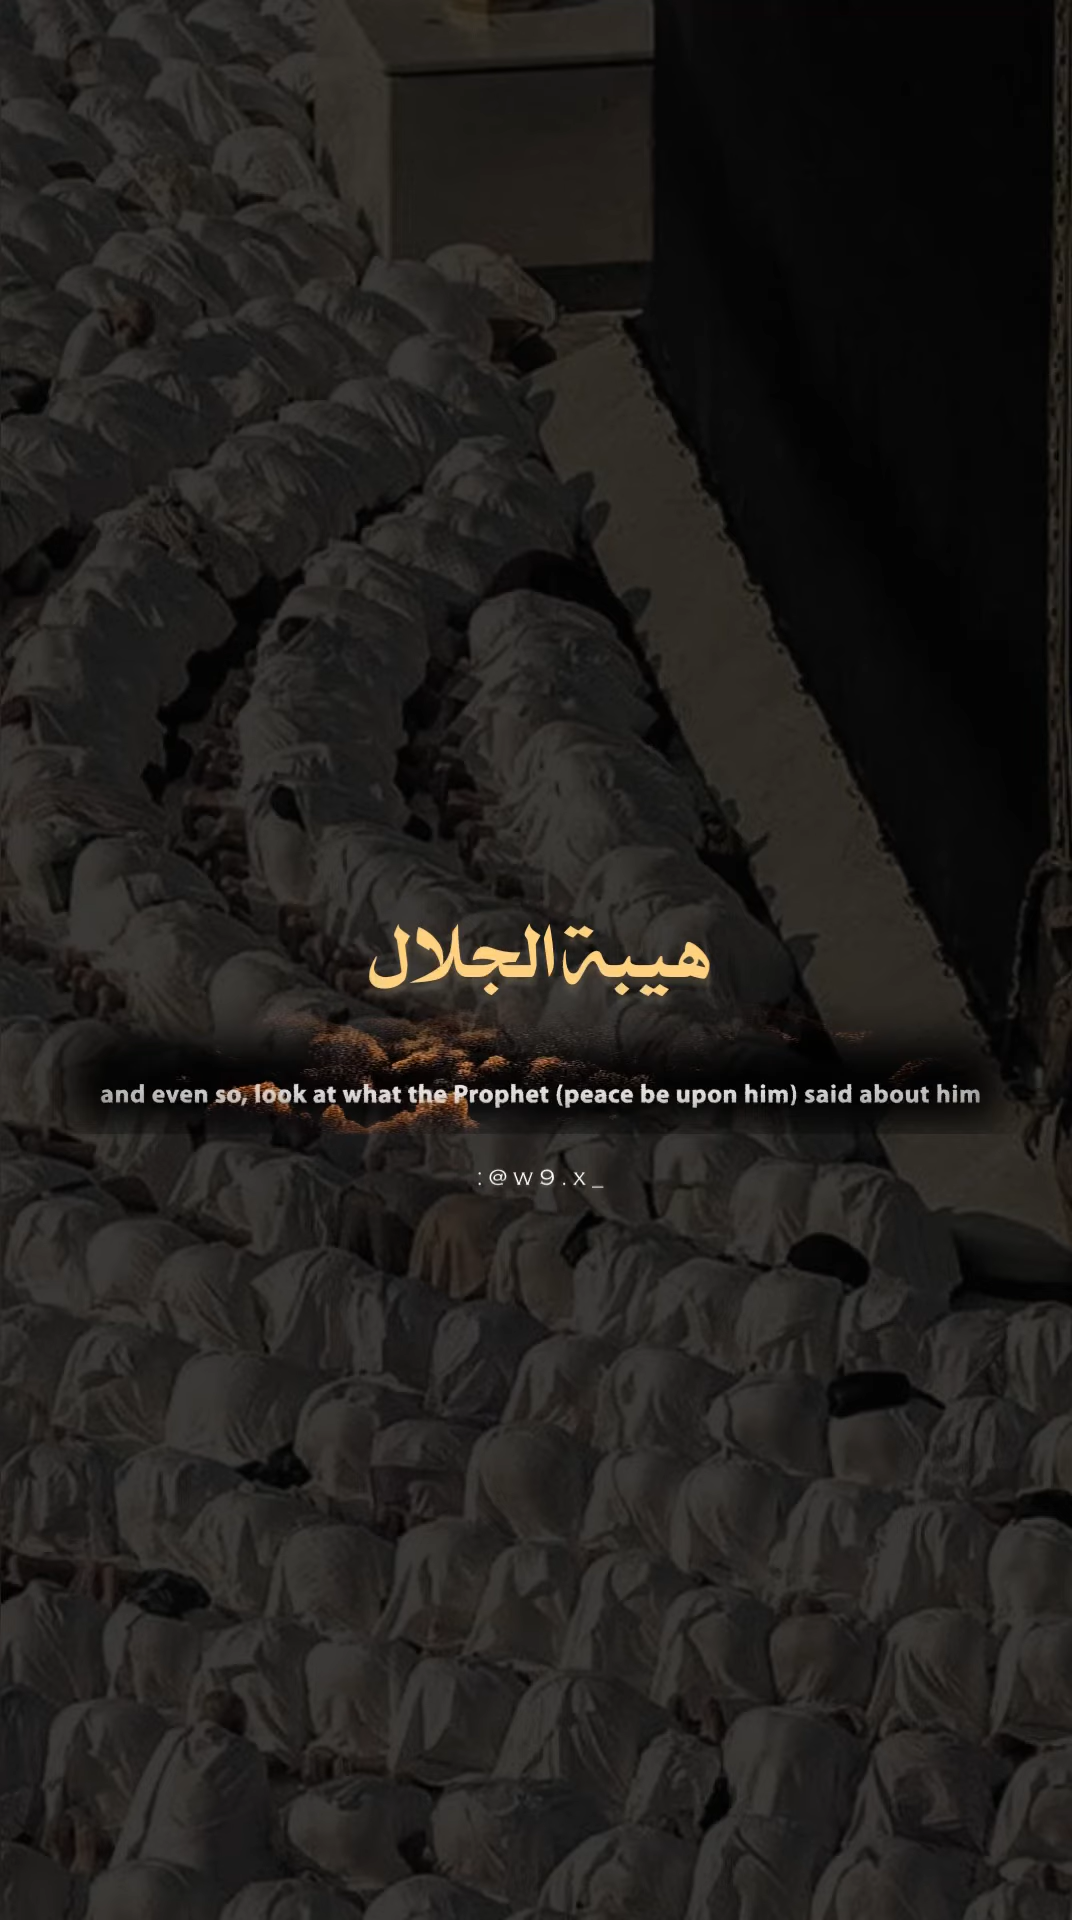 هيبة الجلال
and even so, look at what the Prophet (peace be upon him) said about him
:@w9.x_